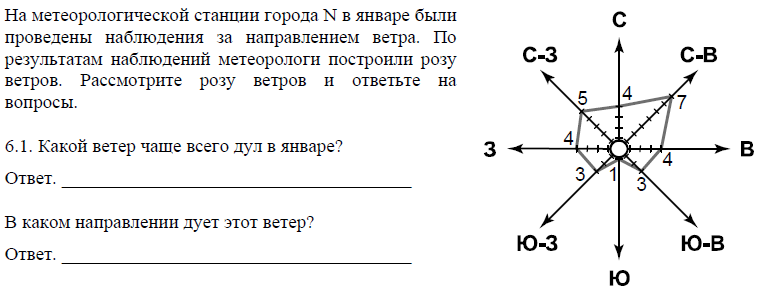 На метеорологической станции города N в январе были
проведены наблюдения за направлением ветра. По
результатам наблюдений метеорологи построили розу
ветров. Рассмотрите розу ветров и ответьте на
вопросы.
6.1. Какой ветер чаще всего дул в январе?
Ответ. ___________________________________
В каком направлении дует этот ветер?
Ответ. ___________________________________
С
С-З
С-В
5
4
7
З
4
4
В
3
1
3
Ю-З
Ю-В
Ю